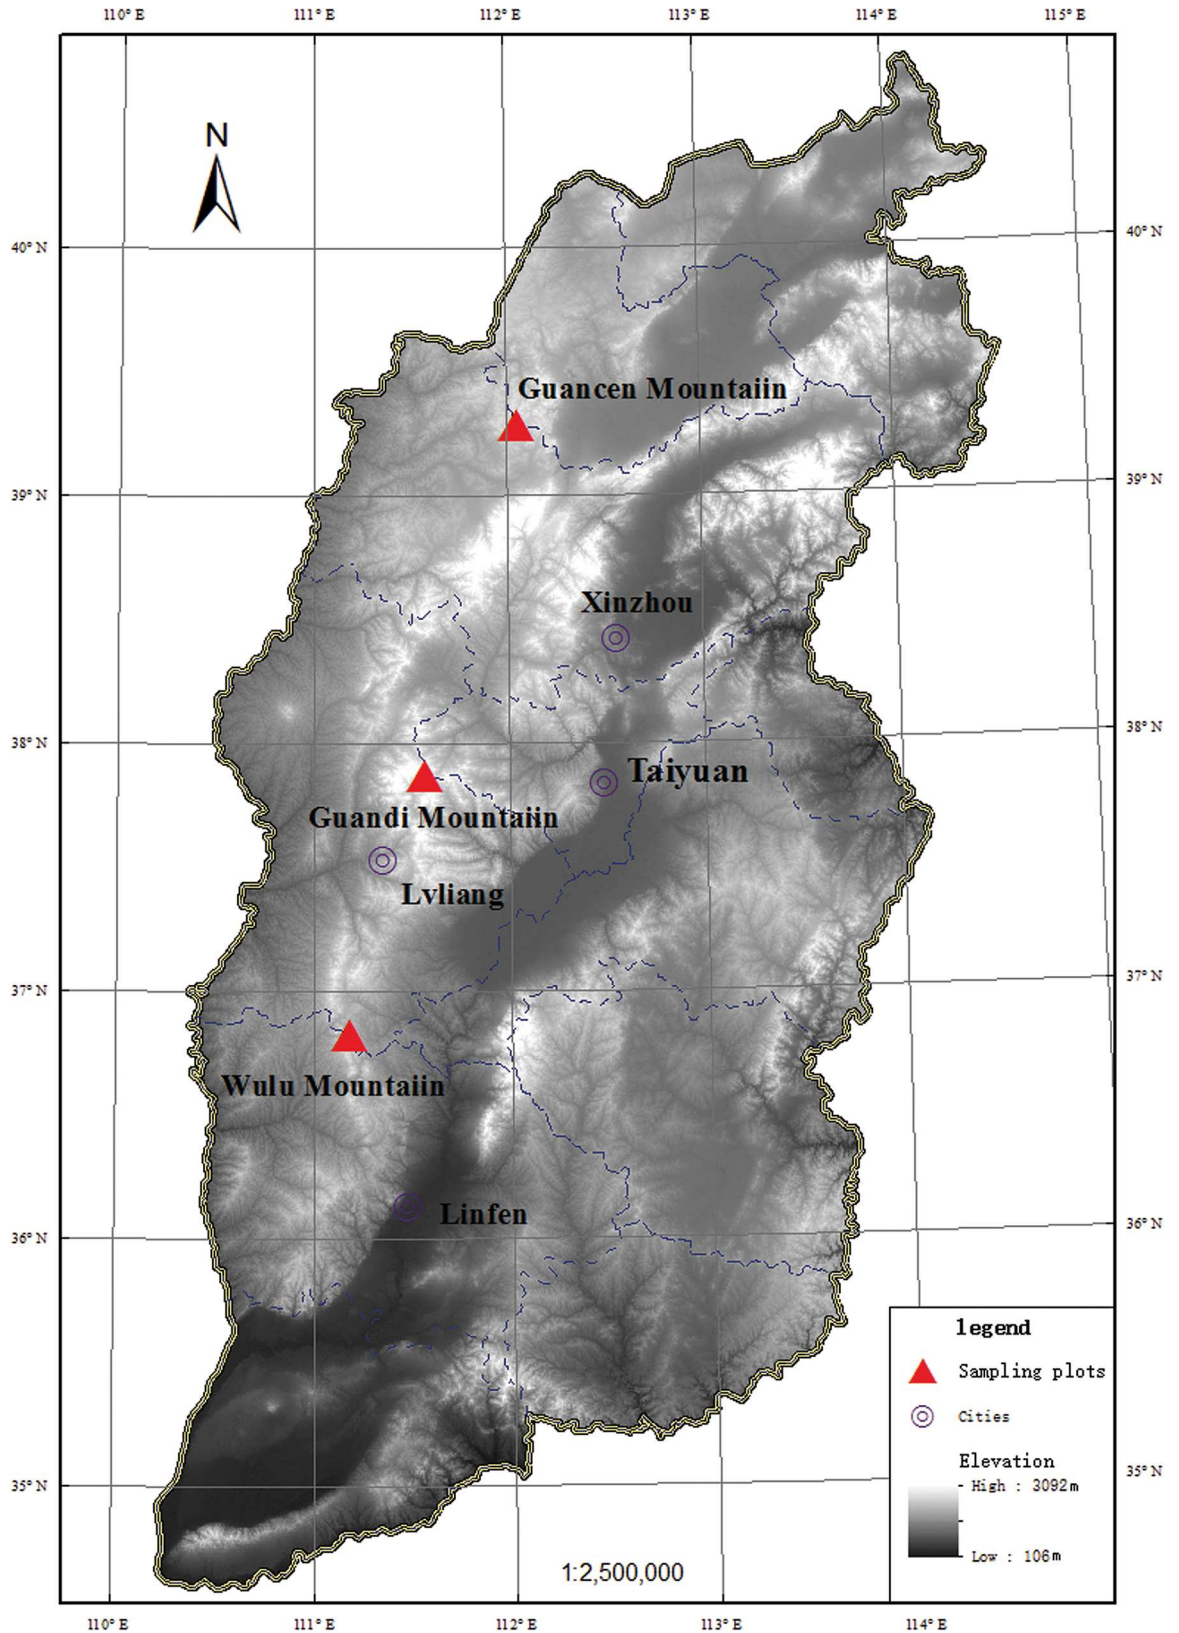 110° E 111° E 112° E 113° E 114° E 115° E
N
40° N 40° N
Guancen Mountaiin
39° N 39° N
Xinzhou
38° N 38° N
Taiyuan
Guandi Mountaiin
Lvliang
37° N 37° N
Wulu Mountaiin
Linfen
36° N 36° N
legend
Sampling plots
Cities
Elevation
High : 3092m
Low : 106m
35° N 35° N
1:2,500,000
110° E 111° E 112° E 113° E 114° E